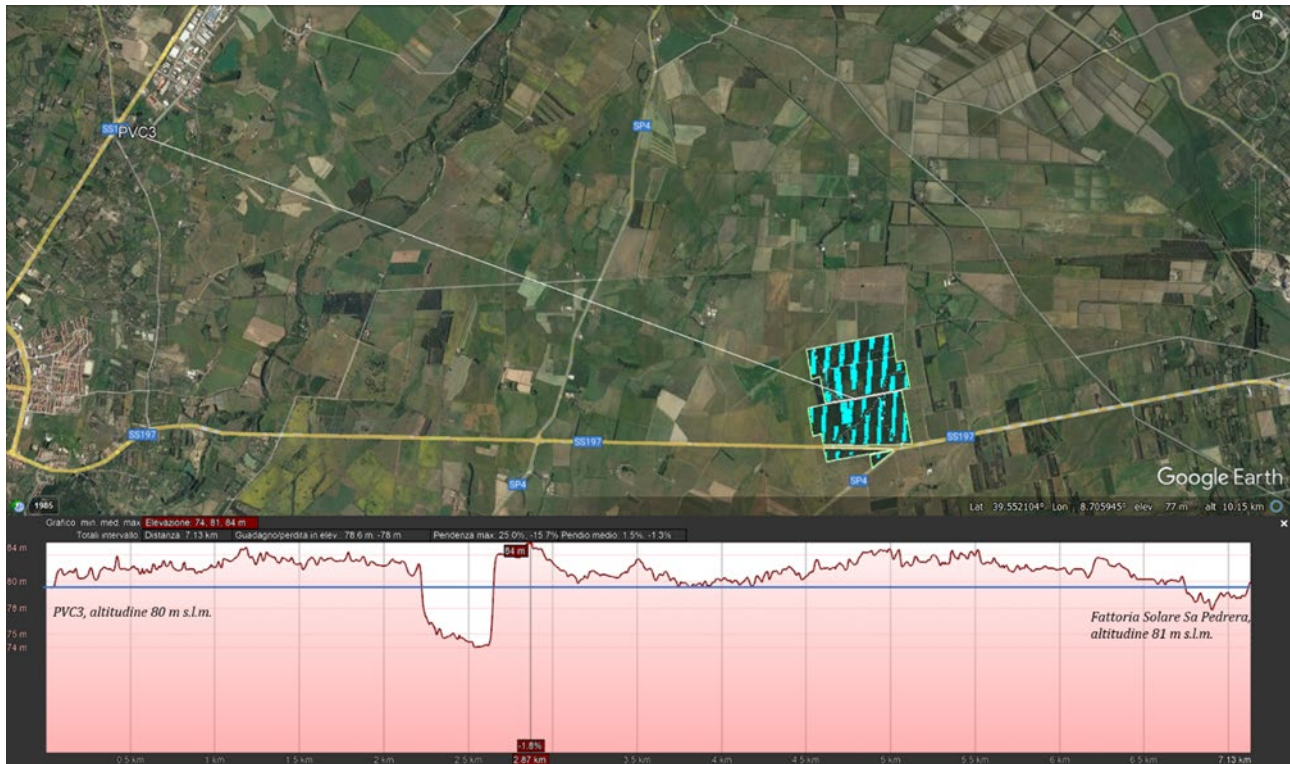 N
SP4
SS1
PVC3
SS197
SS197
SS197
SP4
SP4
Google Earth
1985
Lat 39.552104° Lon 8.705945° elev 77 m alt 10.15 km
Grafico min. med. max Elevazione: 74, 81, 84 m
Totali intervallo Distanza: 7.13 km Guadagno/perdita in elev.: 78.6 m, -78 m Pendenza max: 25.0%, -15.7% Pendio medio: 1.5%, -1.3%
84 m
84 m
80 m
78 m
75 m
74 m
PVC3, altitudine 80 m s.l.m.
Fattoria Solare Sa Pedrera,
altitudine 81 m s.l.m.
-1.8%
0.5 km 1 km 1.5 km 2 km 2.5 km 2.87 km 3.5 km 4 km 4.5 km 5 km 5.5 km 6 km 6.5 km 7.13 km